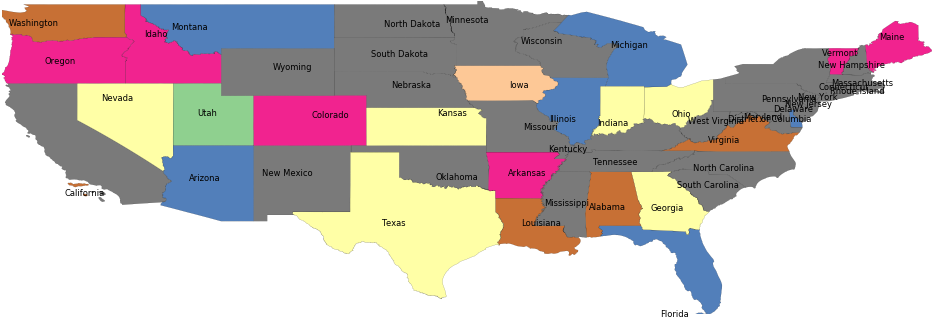 Washington
Montana
North Dakota
Minnesota
Maine
Idaho
Wisconsin
Michigan
Vermont
Oregon
South Dakota
New Hampshire
Wyoming
Nebraska
Iowa
Massachusetts
Connecticut
Rhode Island
Nevada
Pennsylvania
New York
New Jersey
Utah
Colorado
Kansas
Ohio
Delaware
Maryland
Missouri
Illinois
Indiana
West Virginia
District of Columbia
Virginia
Kentucky
Tennessee
North Carolina
New Mexico
Arizona
Oklahoma
Arkansas
South Carolina
California
Mississippi
Alabama
Georgia
Texas
Louisiana
Florida